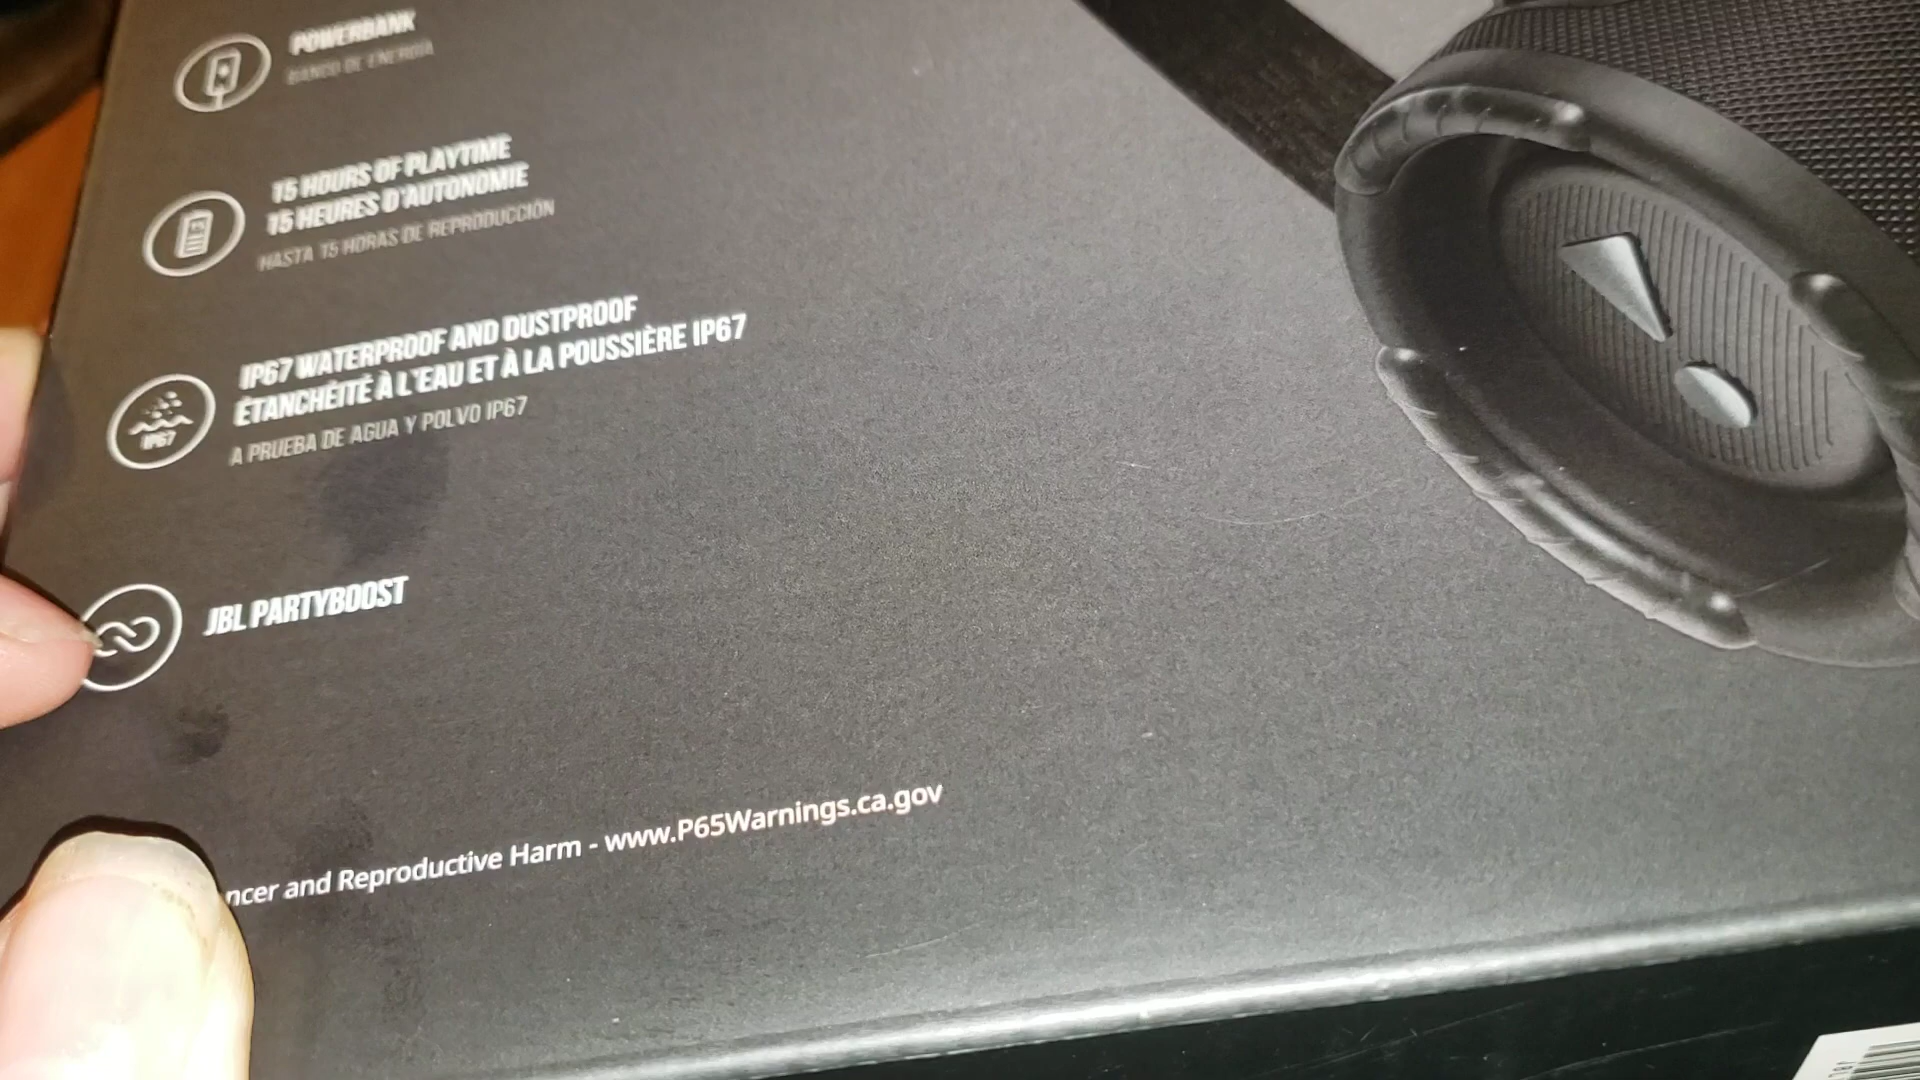 POWERBANK
BANCO DE ENERGÍA
15 HOURS OF PLAYTIME
15 HEURES D'AUTONOMIE
HASTA 15 HORAS DE REPRODUCCIÓN
IP67 WATERPROOF AND DUSTPROOF
ÉTANCHÉITÉ À L'EAU ET À LA POUSSIÈRE IP67
A PRUEBA DE AGUA Y POLVO IP67
IP67
JBL PARTYBOOST
ncer and Reproductive Harm - www.P65Warnings.ca.gov